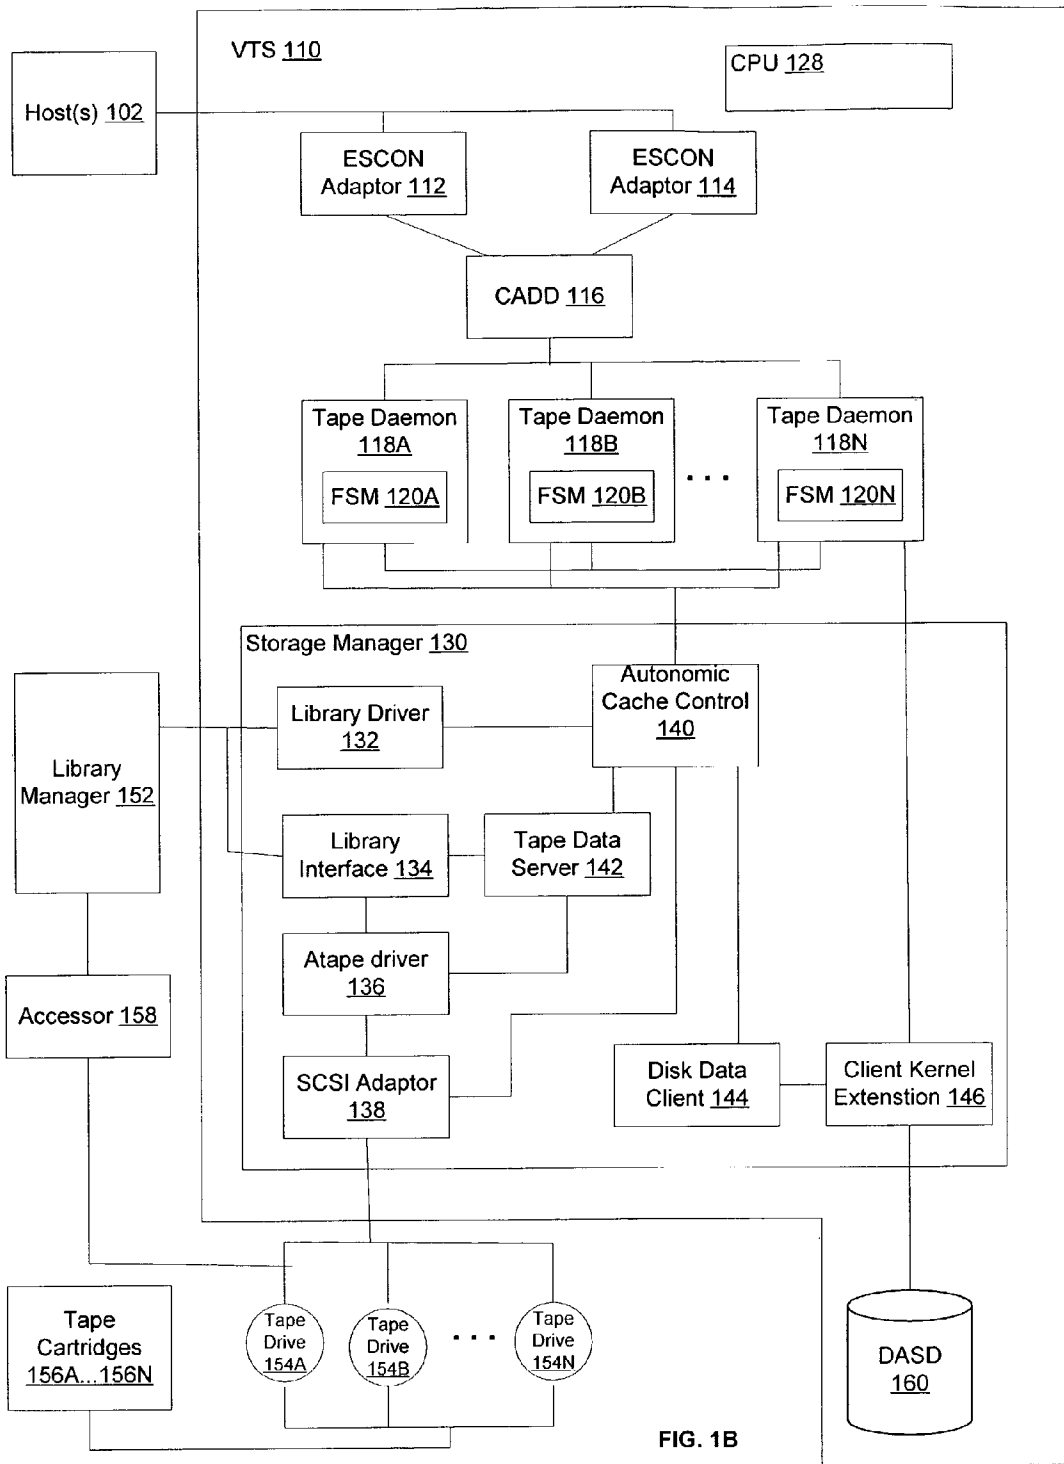 VTS 110
CPU 128
Host(s) 102
ESCON
Adaptor 112
ESCON
Adaptor 114
CADD 116
Tape Daemon
118A
FSM 120A
Tape Daemon
118B
FSM 120B
. . .
Tape Daemon
118N
FSM 120N
Storage Manager 130
Autonomic
Cache Control
140
Library Driver
132
Library
Manager 152
Library
Interface 134
Tape Data
Server 142
Atape driver
136
Accessor 158
SCSI Adaptor
138
Disk Data
Client 144
Client Kernel
Extenstion 146
Tape
Cartridges
156A...156N
Tape
Drive
154A
Tape
Drive
154B
. . .
Tape
Drive
154N
DASD
160
FIG. 1B